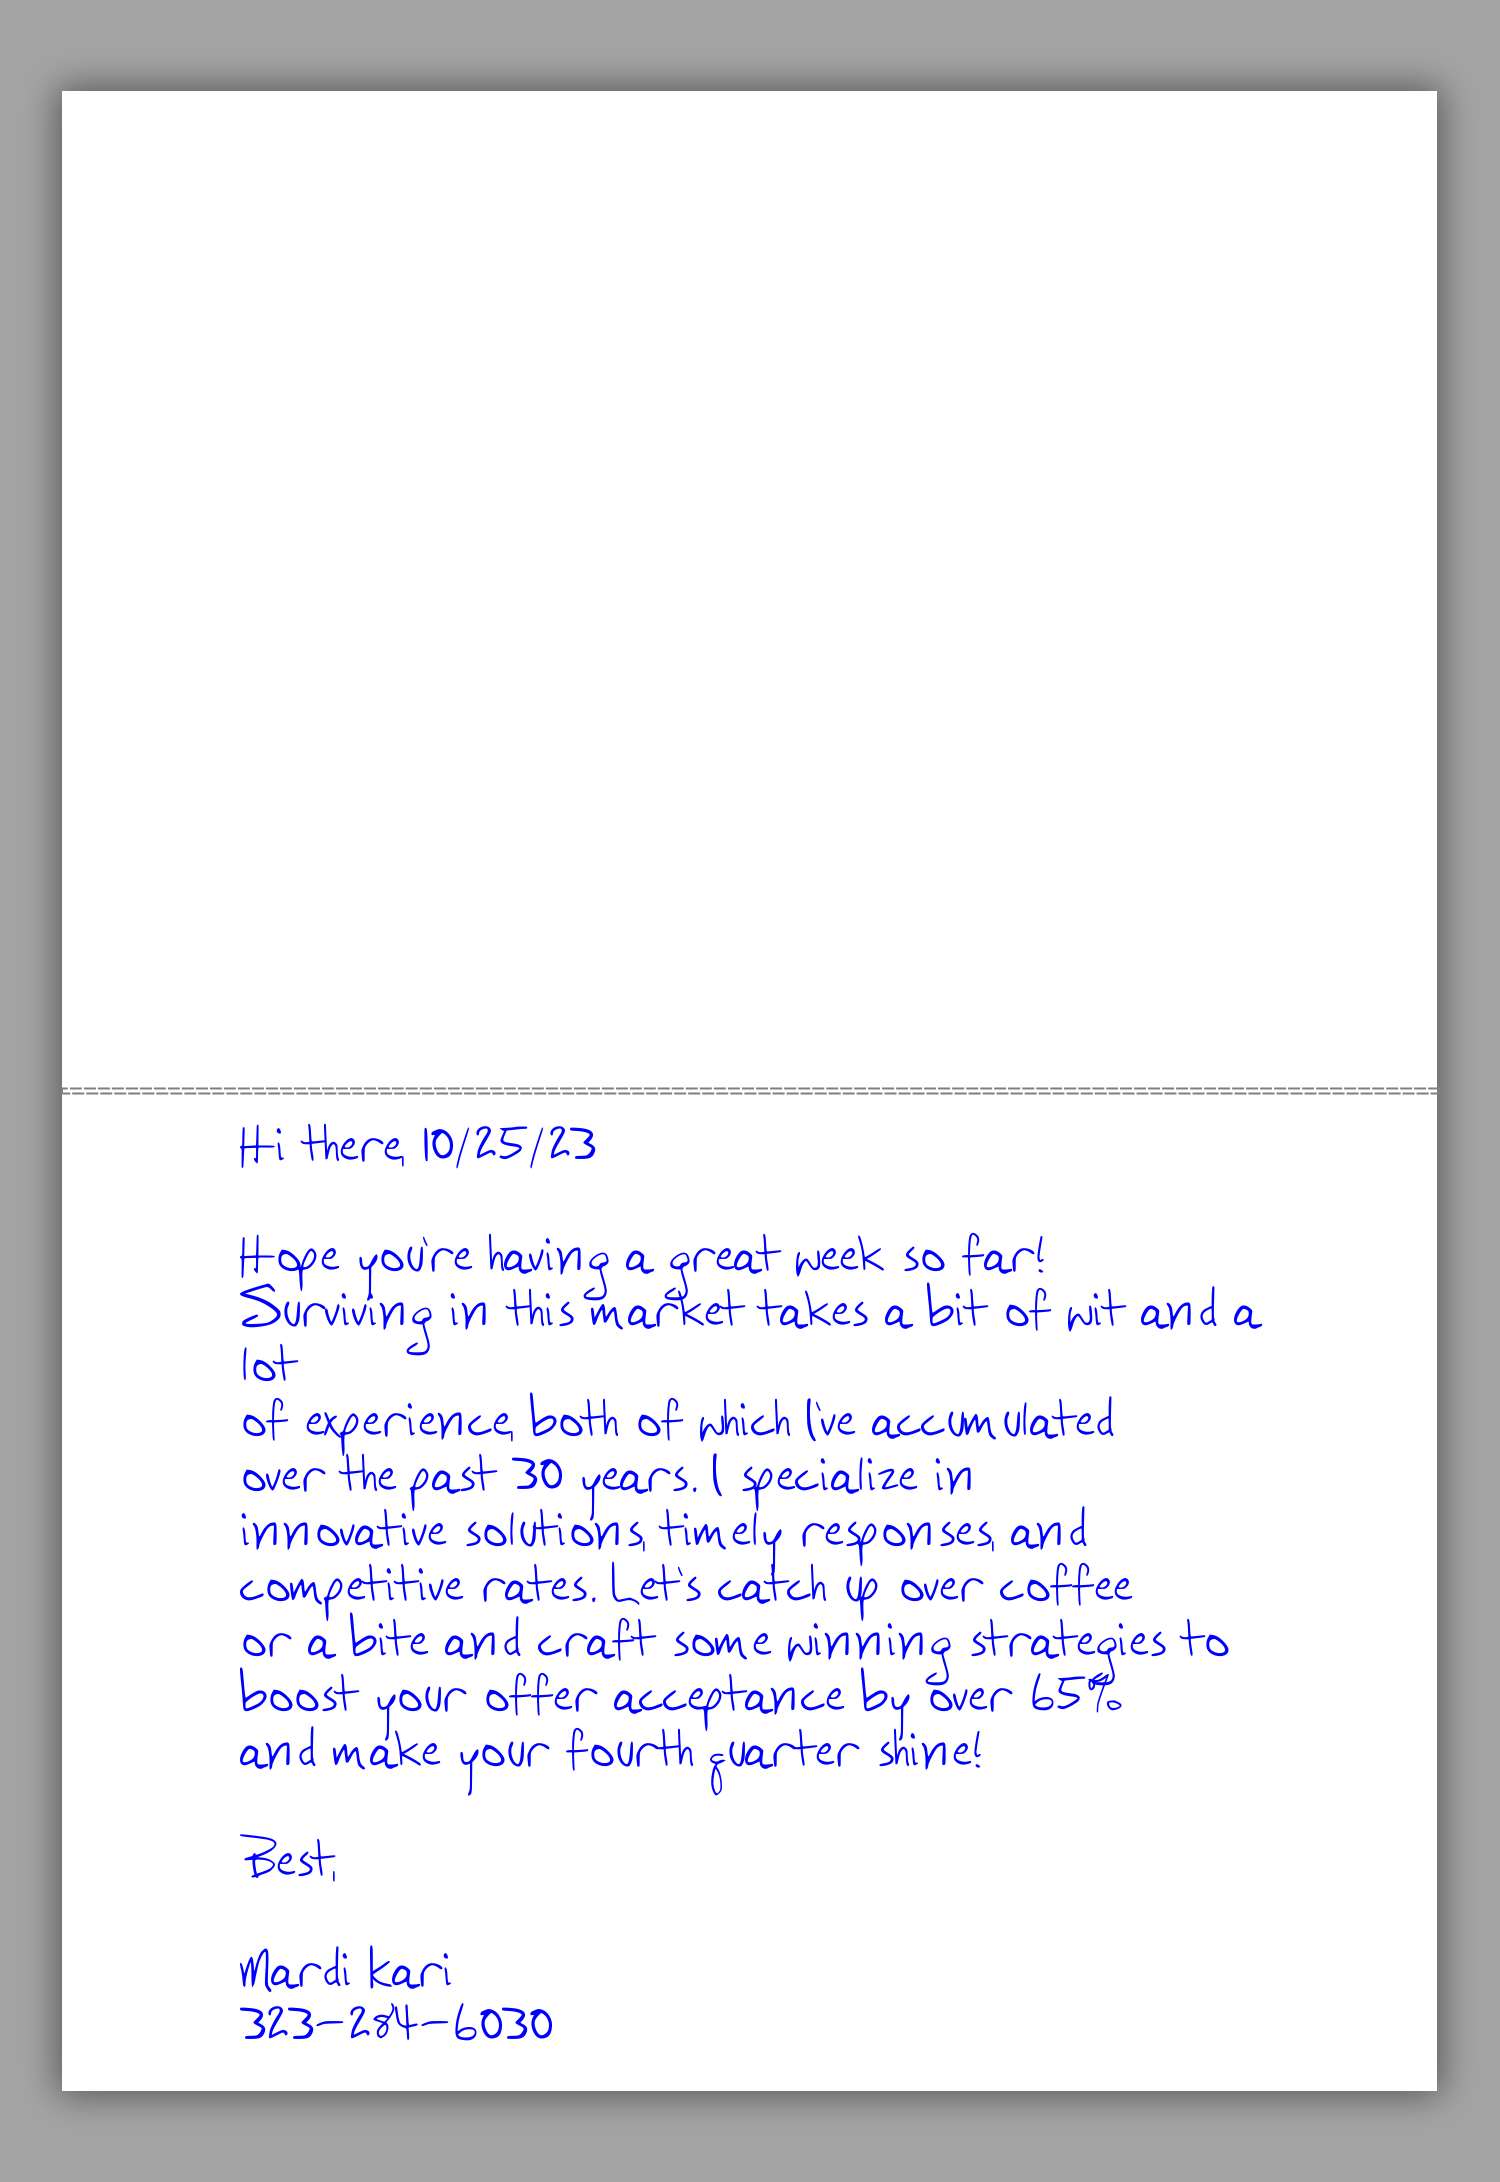 Hi there, 10/25/23
Hope you're having a great week so far!
Surviving in this market takes a bit of wit and a
lot
of experience, both of which I've accumulated
over the past 30 years. I specialize in
innovative solutions, timely responses, and
competitive rates. Let's catch up over coffee
or a bite and craft some winning strategies to
boost your offer acceptance by over 65%
and make your fourth quarter shine!
Best,
Mardi Kari
323-284-6030